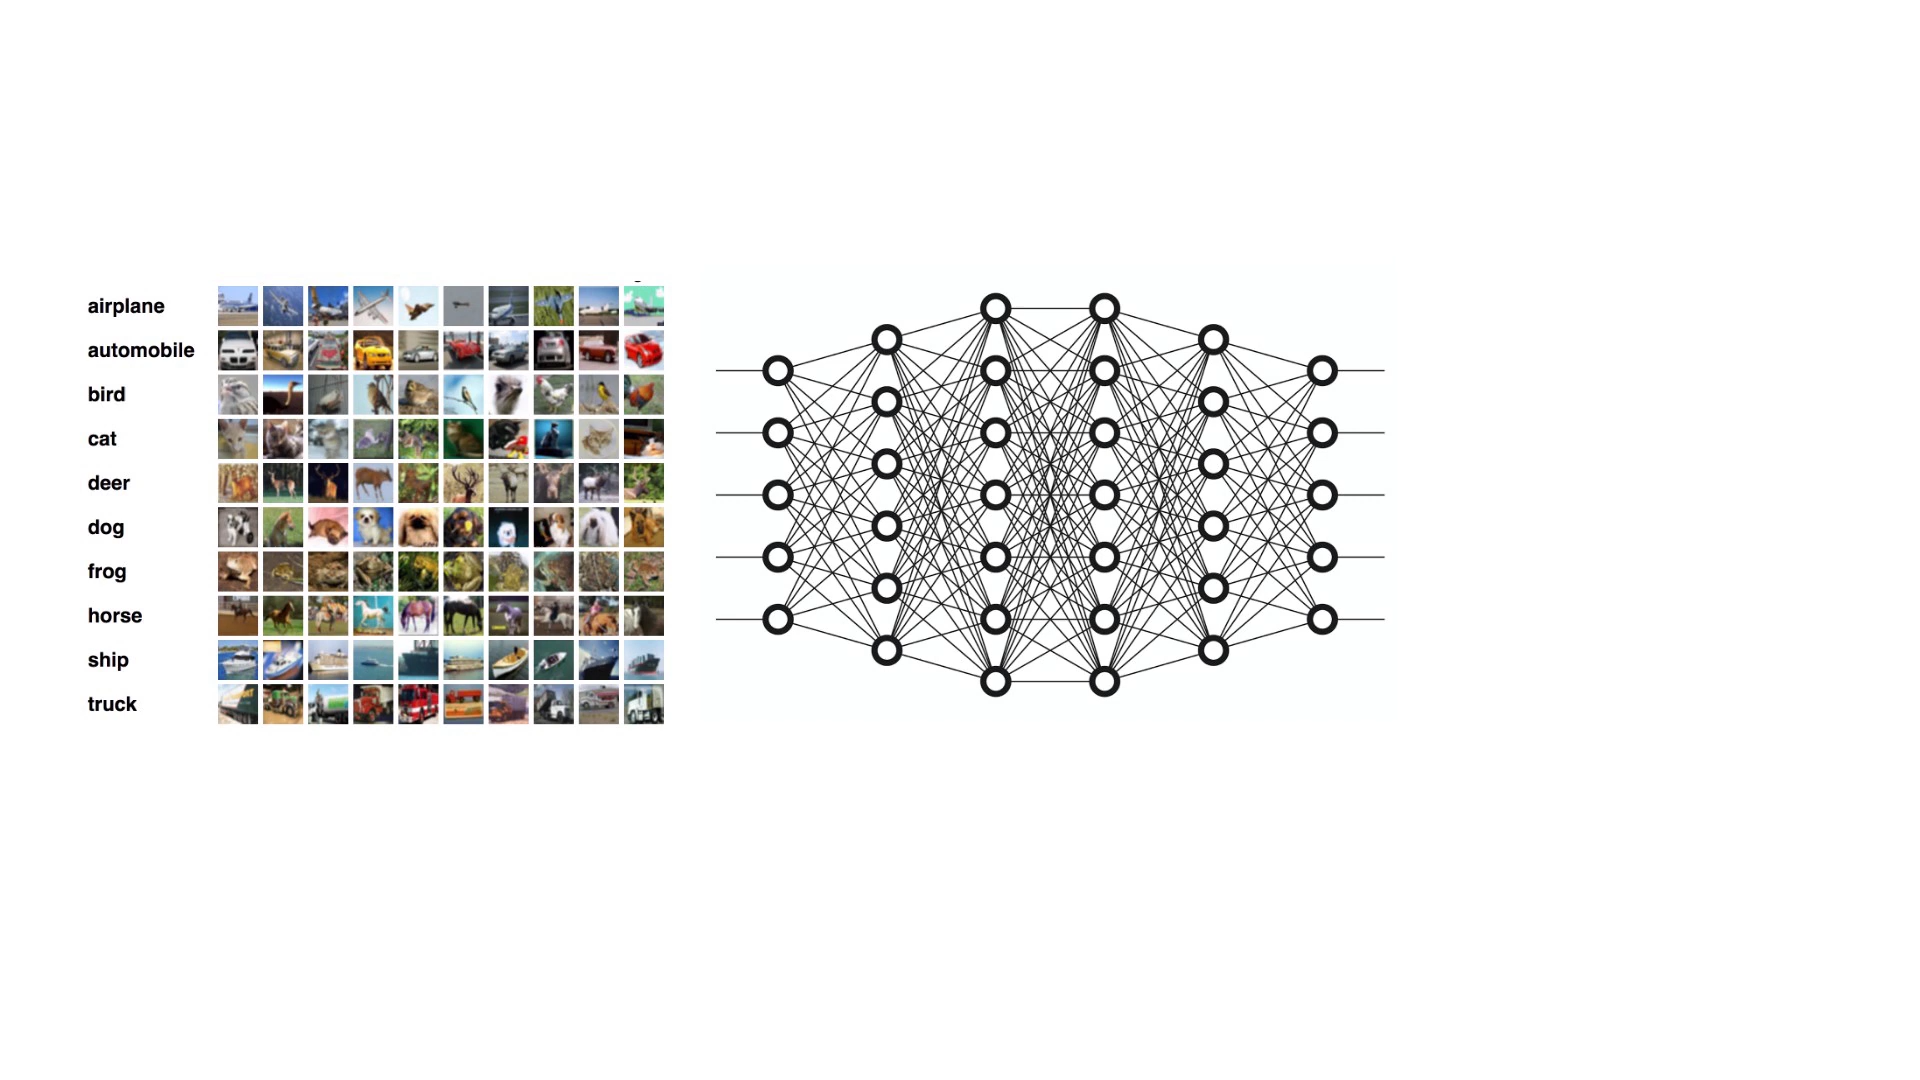 airplane
automobile
bird
cat
deer
dog
frog
horse
ship
truck